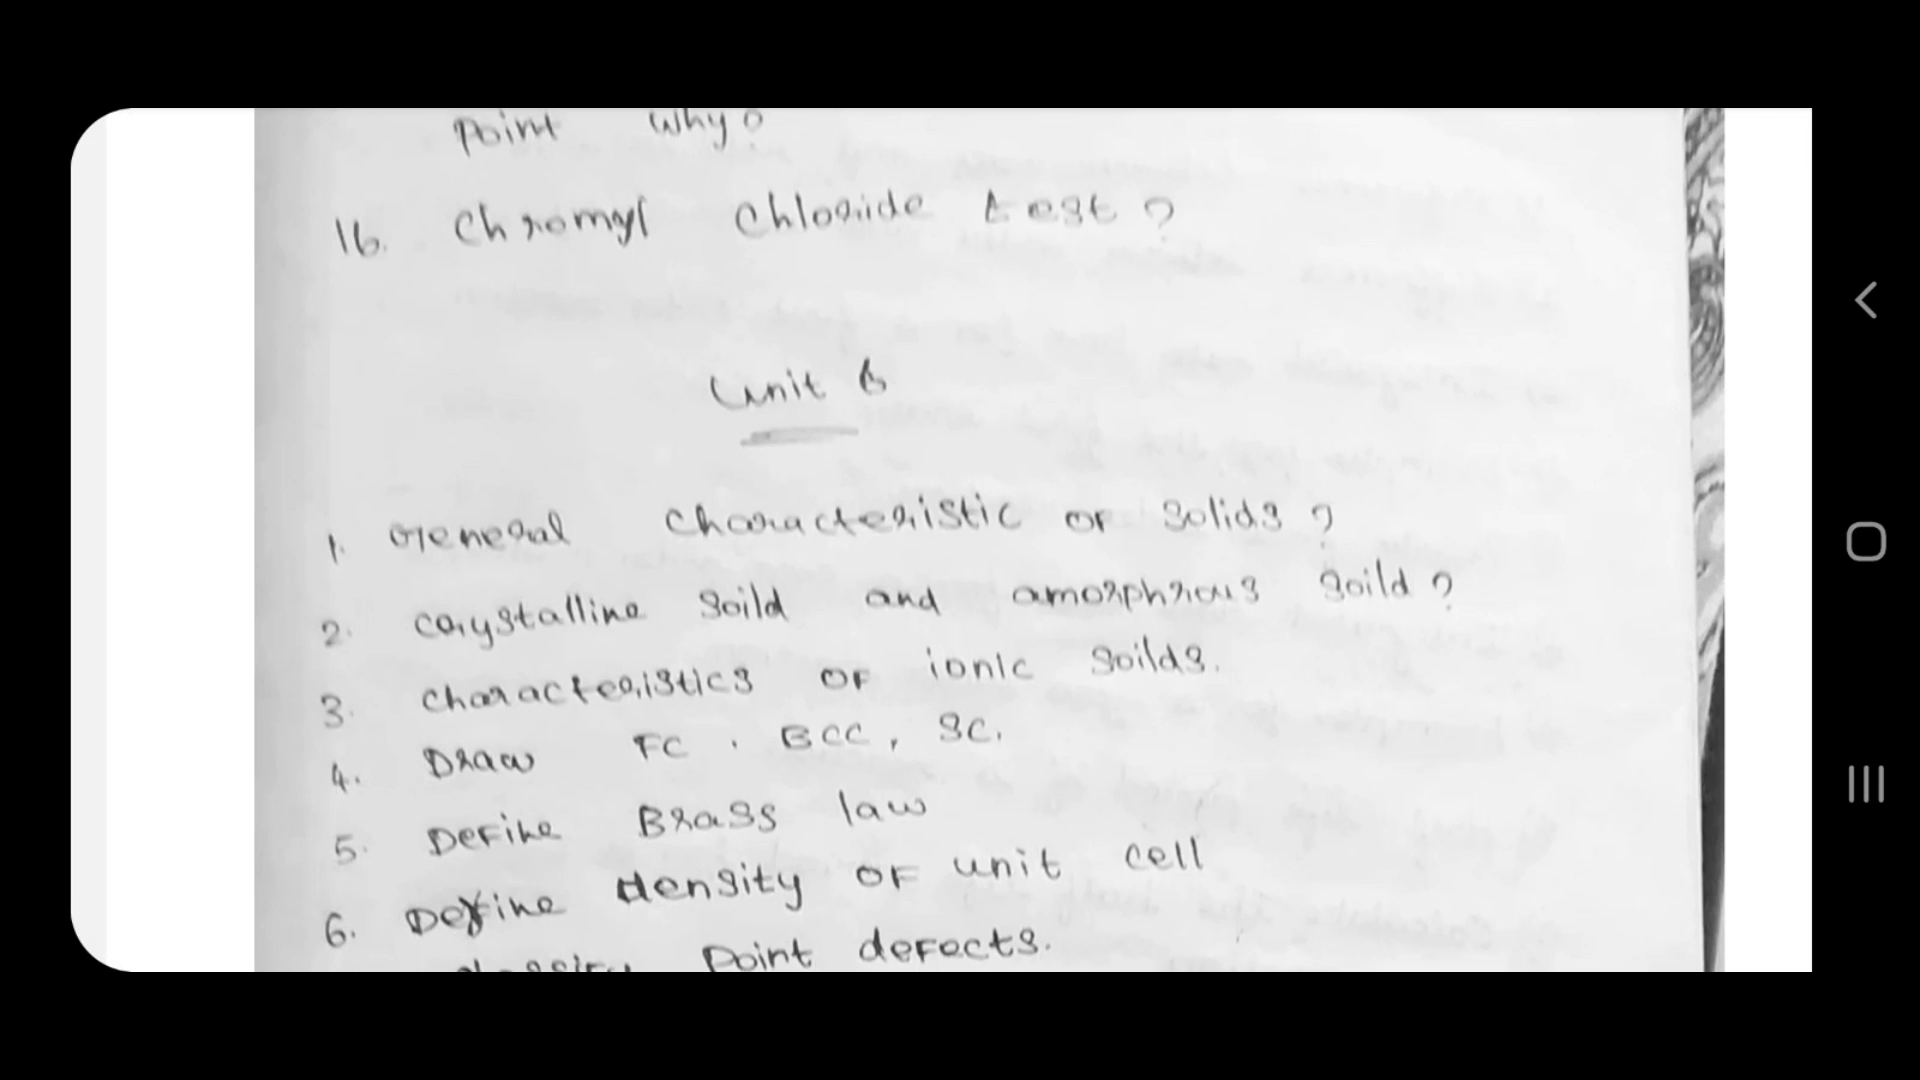 Point Why?
16. Chromyl Chloride test?
Unit 6
1. General Characteristic OF Solids?
2. Crystalline Soild and amorphrous Soild?
3. Characteristics OF ionic Soilds.
4. Draw FC . BCC, SC.
5. Define Brass law
6. Define density OF unit cell
Point defects.